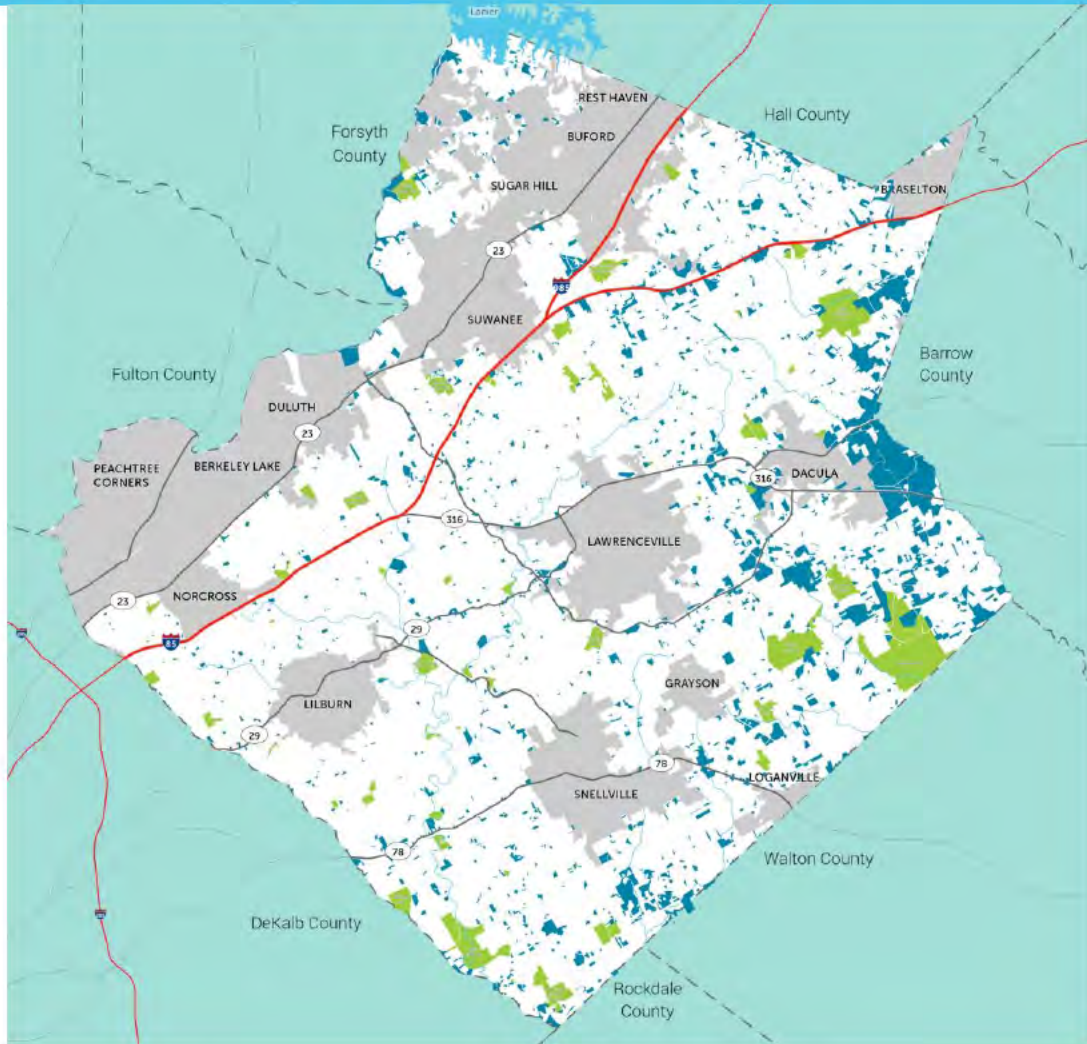 Lanier
REST HAVEN
Hall County
Forsyth
County
BUFORD
SUGAR HILL
BRASELTON
23
985
SUWANEE
Barrow
County
Fulton County
DULUTH
23
PEACHTREE
CORNERS
BERKELEY LAKE
316
DACULA
316
LAWRENCEVILLE
NORCROSS
23
29
85
GRAYSON
LILBURN
29
78
LOGANVILLE
SNELLVILLE
78
Walton County
DeKalb County
Rockdale
County